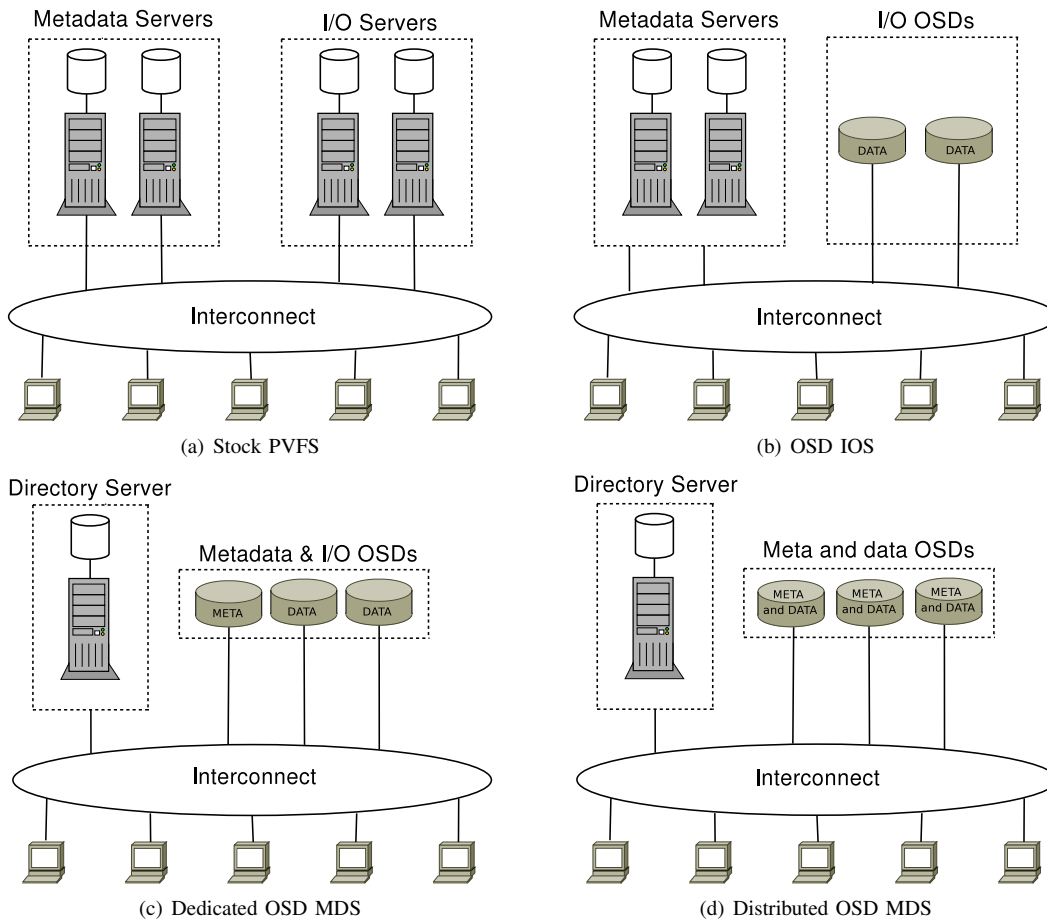 Metadata Servers
I/O Servers
Interconnect
(a) Stock PVFS
Metadata Servers
I/O OSDs
DATA
DATA
Interconnect
(b) OSD IOS
Directory Server
Metadata & I/O OSDs
META
DATA
DATA
Interconnect
(c) Dedicated OSD MDS
Directory Server
Meta and data OSDs
META
and DATA
META
and DATA
META
and DATA
Interconnect
(d) Distributed OSD MDS